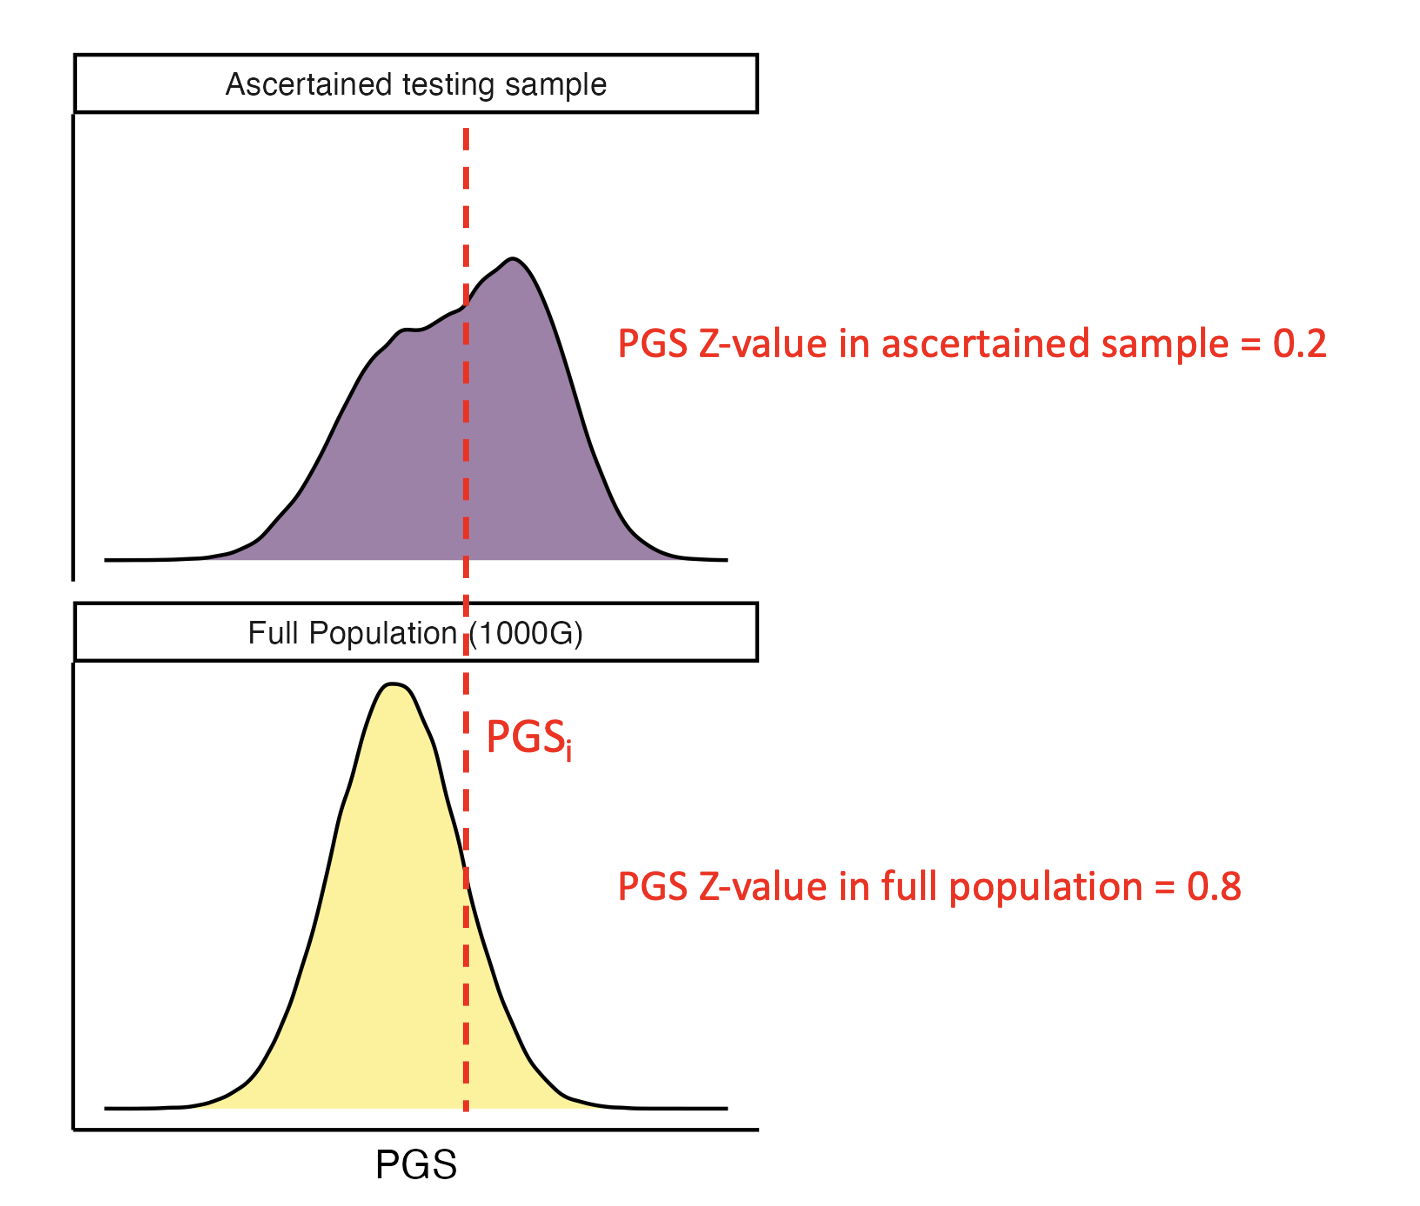 Ascertained testing sample
PGS Z-value in ascertained sample = 0.2
Full Population (1000G)
PGSᵢ
PGS Z-value in full population = 0.8
PGS